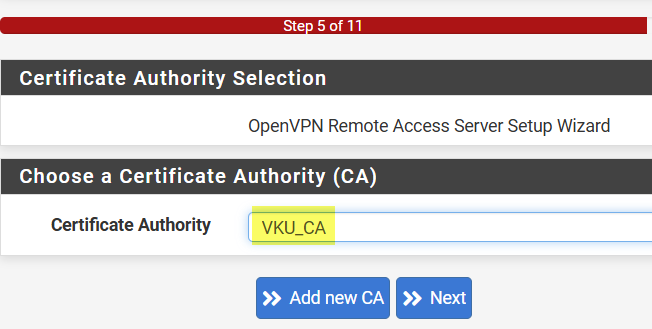 Step 5 of 11
Certificate Authority Selection
OpenVPN Remote Access Server Setup Wizard
Choose a Certificate Authority (CA)
Certificate Authority VKU_CA
Add new CA Next